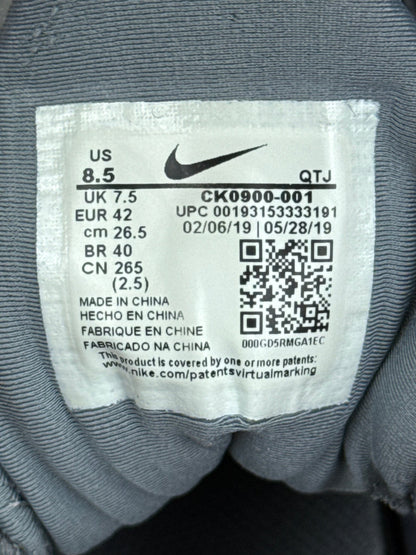 US
8.5 QTJ
UK 7.5 CK0900-001
EUR 42 UPC 00193153333191
cm 26.5 02/06/19 | 05/28/19
BR 40
CN 265
(2.5)
MADE IN CHINA
HECHO EN CHINA
FABRIQUE EN CHINE
FABRICADO NA CHINA
000GD5RMGA1EC
This product is covered by one or more patents:
www.nike.com/patentsvirtualmarking